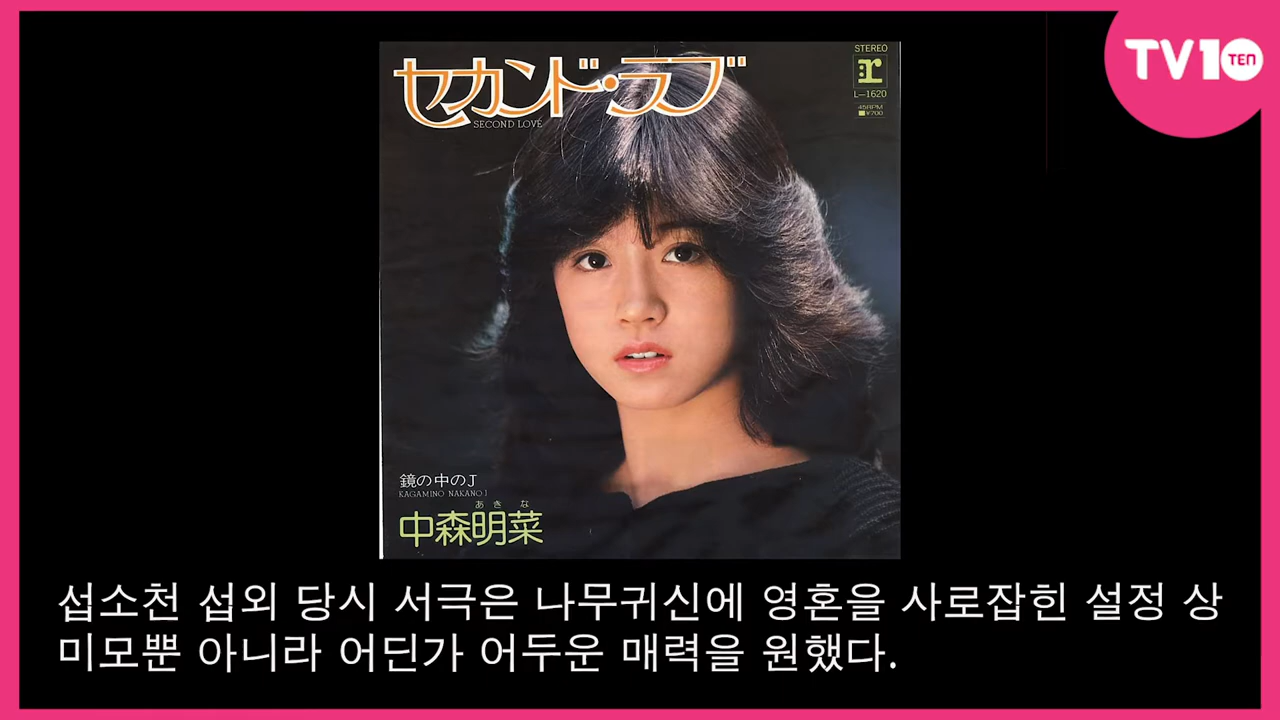 TV10
TEN
セカンド・ラブ
SECOND LOVE
STEREO
r
L-1620
45RPM
¥700
鏡の中のJ
KAGAMINO NAKANO J
あきな
中森明菜
섭소천 섭외 당시 서극은 나무귀신에 영혼을 사로잡힌 설정 상
미모뿐 아니라 어딘가 어두운 매력을 원했다.